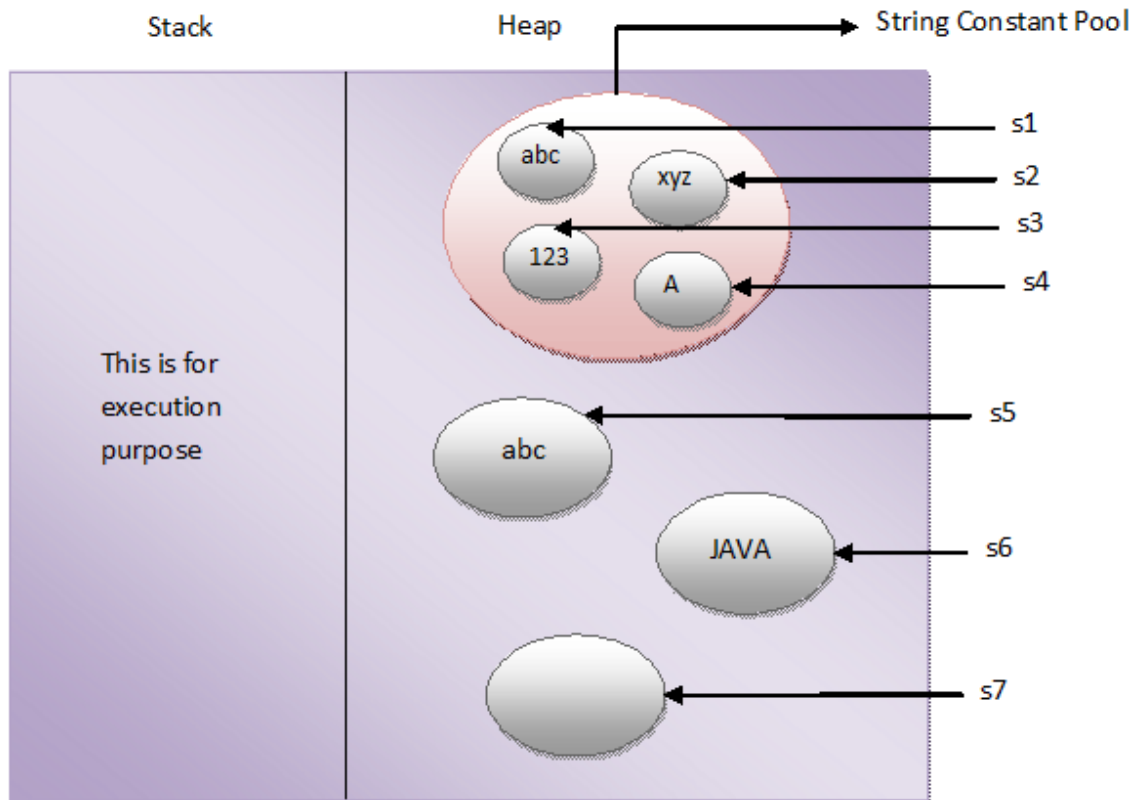 Stack
Heap
String Constant Pool
abc
s1
xyz
s2
123
s3
A
s4
This is for
execution
purpose
abc
s5
JAVA
s6
s7